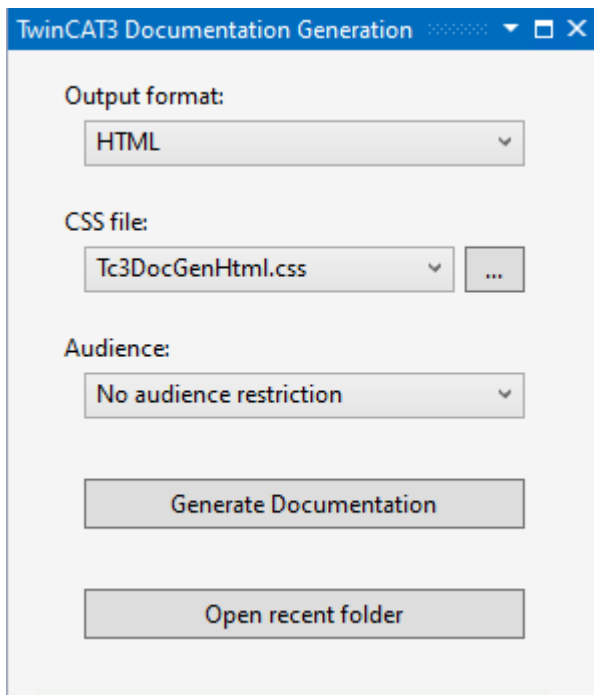 TwinCAT3 Documentation Generation
Output format:
HTML
CSS file:
Tc3DocGenHtml.css
...
Audience:
No audience restriction
Generate Documentation
Open recent folder